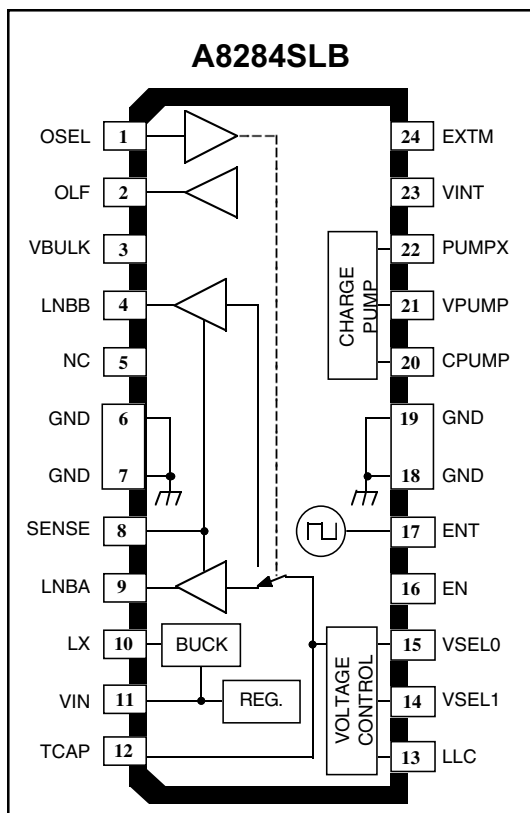 A8284SLB
OSEL 1
OLF 2
VBULK 3
LNBB 4
NC 5
GND 6
GND 7
SENSE 8
LNBA 9
LX 10
VIN 11
TCAP 12
BUCK
REG.
CHARGE
PUMP
VOLTAGE
CONTROL
24 EXTM
23 VINT
22 PUMPX
21 VPUMP
20 CPUMP
19 GND
18 GND
17 ENT
16 EN
15 VSEL0
14 VSEL1
13 LLC